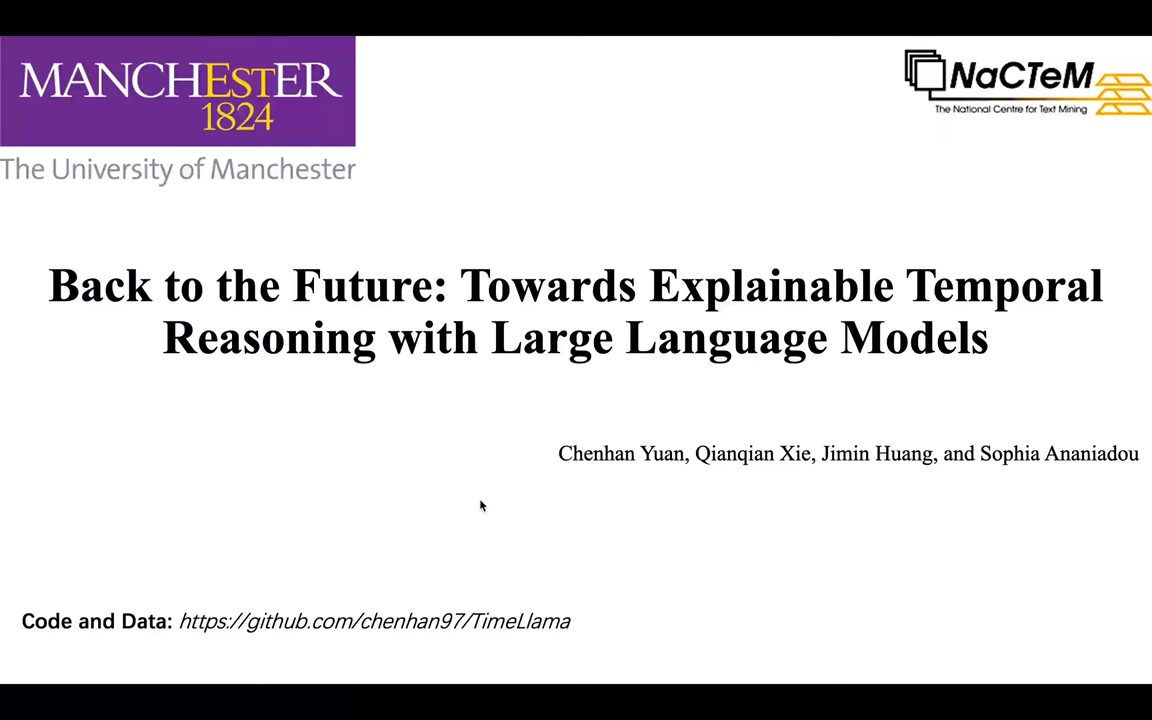 MANCHESTER
1824
The University of Manchester
NaCTeM
The National Centre for Text Mining
Back to the Future: Towards Explainable Temporal
Reasoning with Large Language Models
Chenhan Yuan, Qianqian Xie, Jimin Huang, and Sophia Ananiadou
Code and Data: https://github.com/chenhan97/TimeLlama